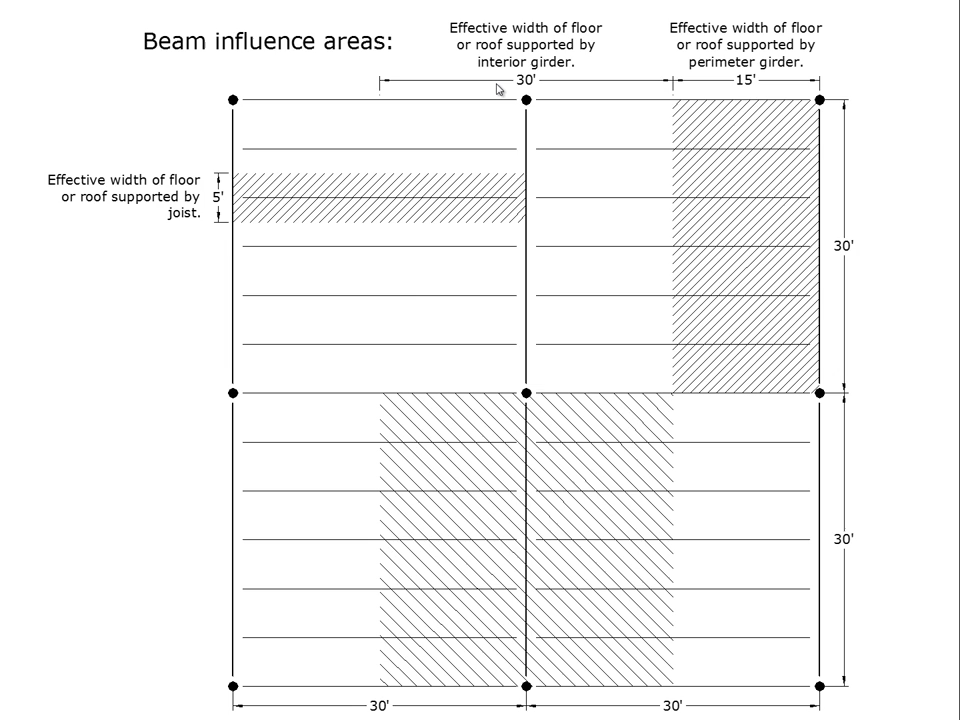 Beam influence areas:
Effective width of floor
or roof supported by
interior girder.
Effective width of floor
or roof supported by
perimeter girder.
30'
15'
Effective width of floor
or roof supported by
joist.
5'
30'
30'
30'
30'